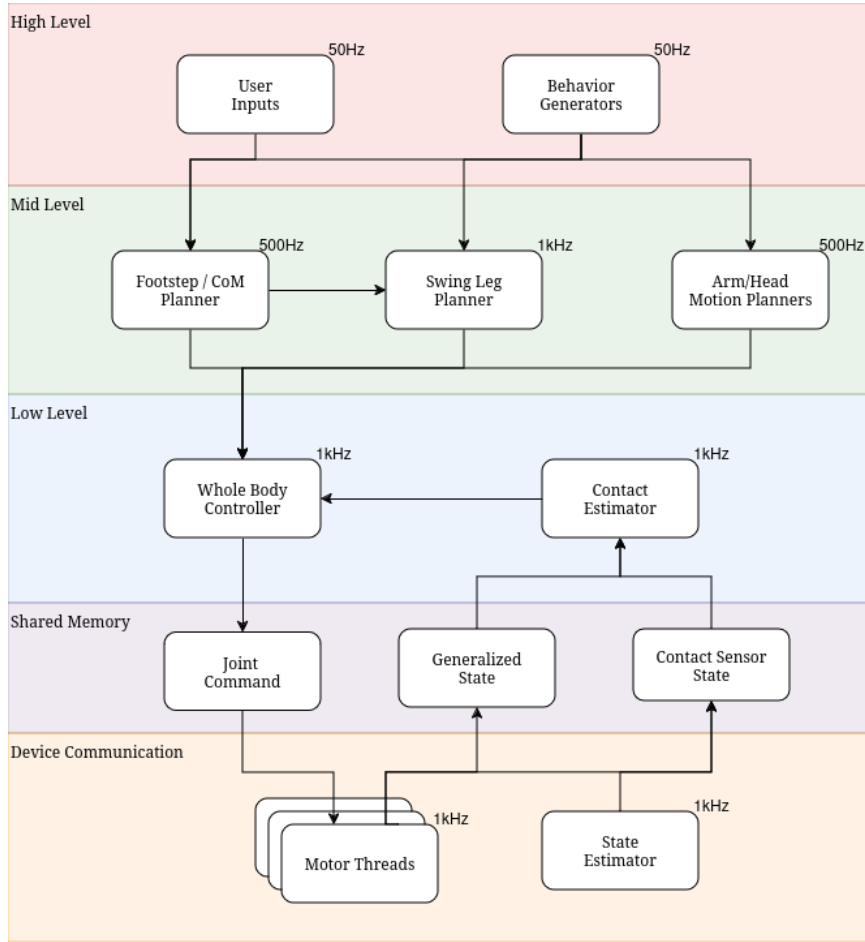 High Level
50Hz
50Hz
User
Inputs
Behavior
Generators
Mid Level
500Hz
1kHz
500Hz
Footstep / CoM
Planner
Swing Leg
Planner
Arm/Head
Motion Planners
Low Level
1kHz
1kHz
Whole Body
Controller
Contact
Estimator
Shared Memory
Joint
Command
Generalized
State
Contact Sensor
State
Device Communication
1kHz
1kHz
Motor Threads
State
Estimator